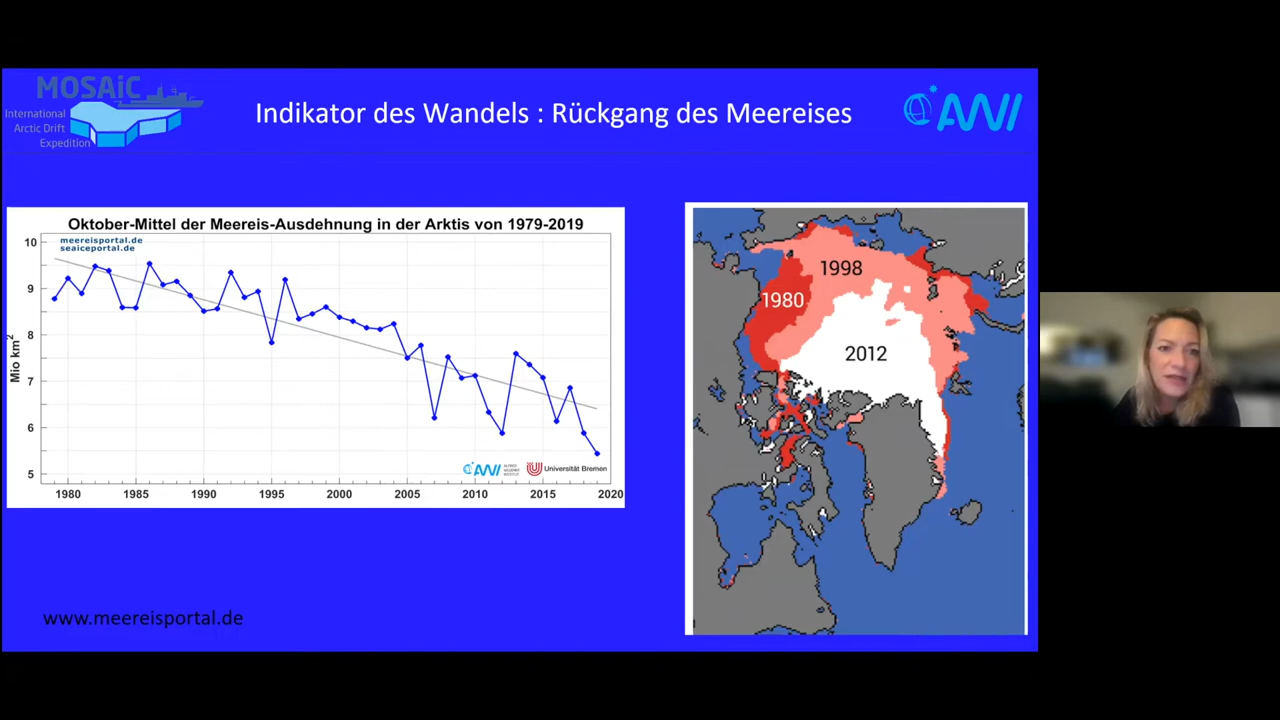 MOSAiC
International
Arctic Drift
Expedition
Indikator des Wandels : Rückgang des Meereises
AWI
Oktober-Mittel der Meereis-Ausdehnung in der Arktis von 1979-2019
meereisportal.de
seaiceportal.de
10
9
8
7
6
5
Mio km²
1980
1985
1990
1995
2000
2005
2010
2015
2020
AWI
Universität Bremen
1998
1980
2012
www.meereisportal.de